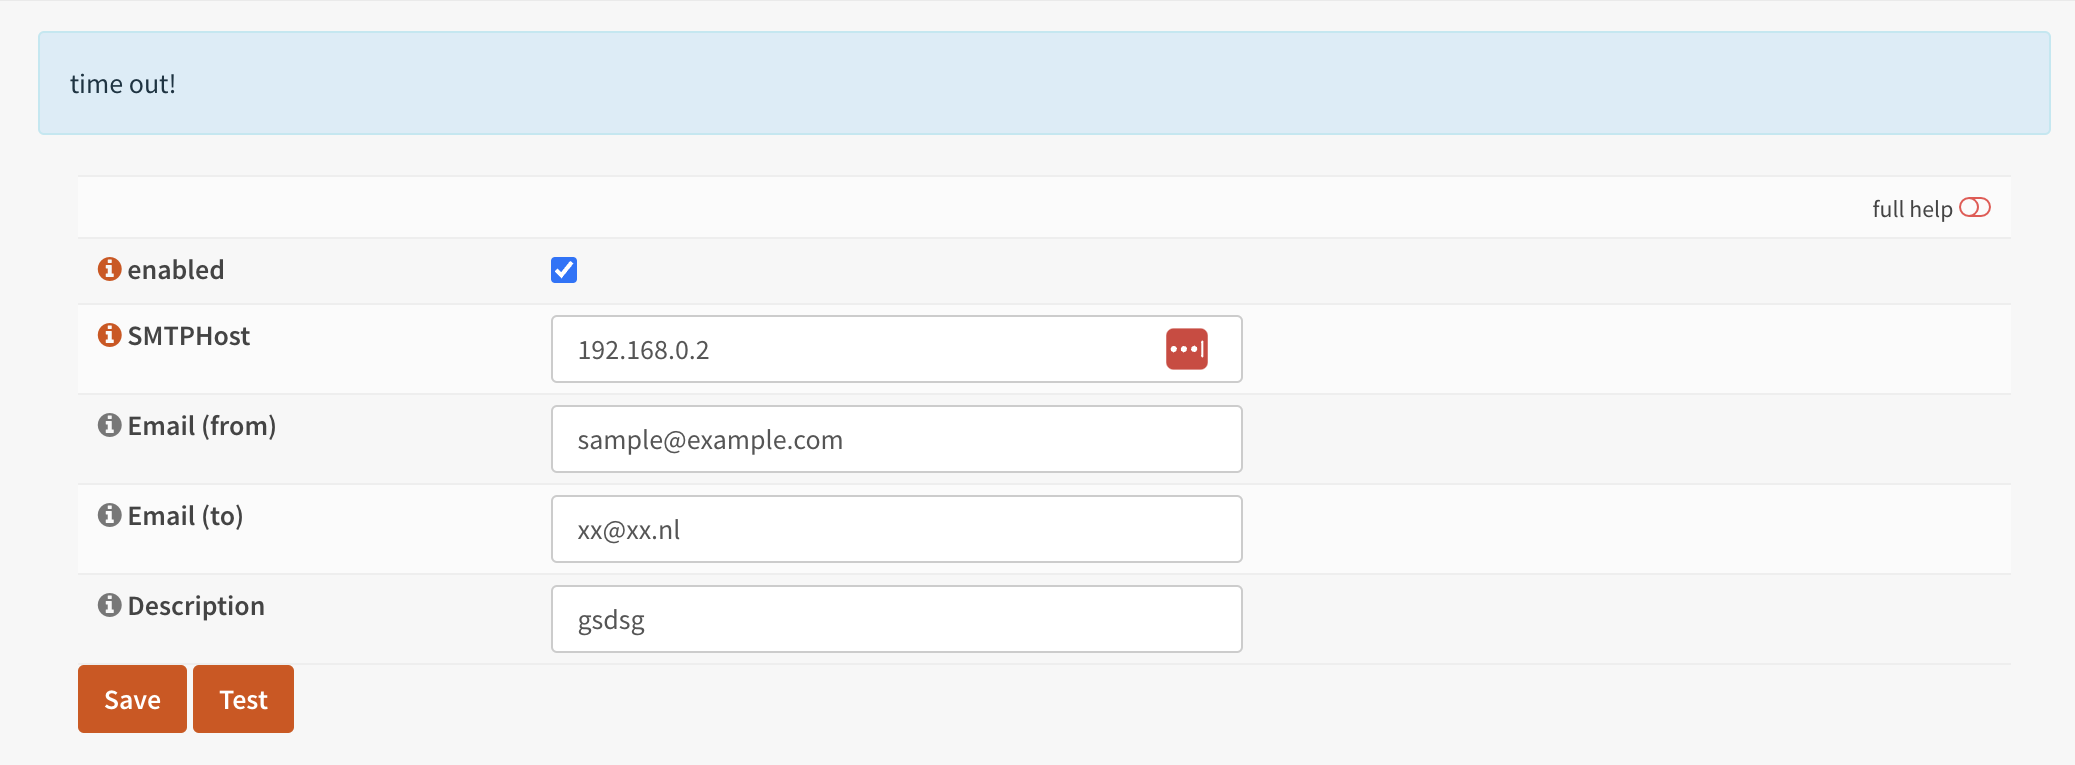 time out!
full help
enabled
SMTPHost
192.168.0.2
Email (from)
sample@example.com
Email (to)
xx@xx.nl
Description
gsdsg
Save Test